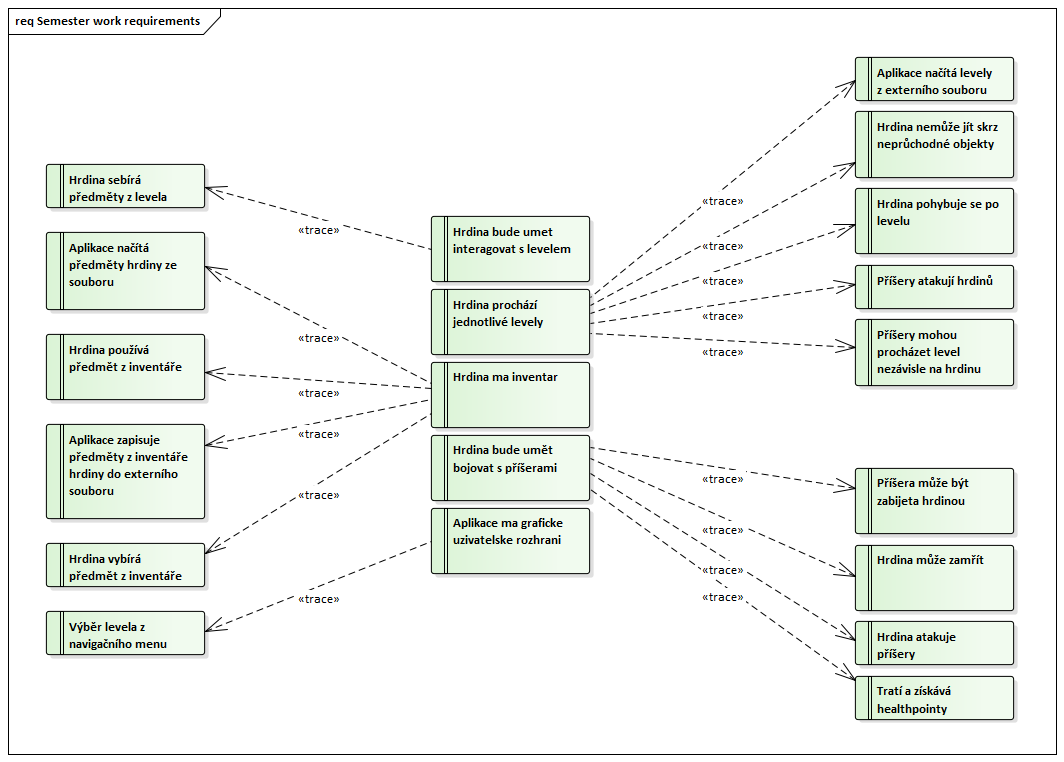 req Semester work requirements
Hrdina sebírá
předměty z levela
Aplikace načítá
předměty hrdiny ze
souboru
Hrdina používá
předmět z inventáře
Aplikace zapisuje
předměty z inventáře
hrdiny do externího
souboru
Hrdina vybírá
předmět z inventáře
Výběr levela z
navigačního menu
«trace»
«trace»
«trace»
«trace»
«trace»
«trace»
Hrdina bude umet
interagovat s levelem
Hrdina prochází
jednotlivé levely
Hrdina ma inventar
Hrdina bude umět
bojovat s příšerami
Aplikace ma graficke
uzivatelske rozhrani
«trace»
«trace»
«trace»
«trace»
«trace»
«trace»
«trace»
«trace»
«trace»
Aplikace načítá levely
z externího souboru
Hrdina nemůže jít skrz
neprůchodné objekty
Hrdina pohybuje se po
levelu
Příšery atakují hrdinů
Příšery mohou
procházet level
nezávisle na hrdinu
Příšera může být
zabijeta hrdinou
Hrdina může zamřít
Hrdina atakuje
příšery
Tratí a získává
healthpointy